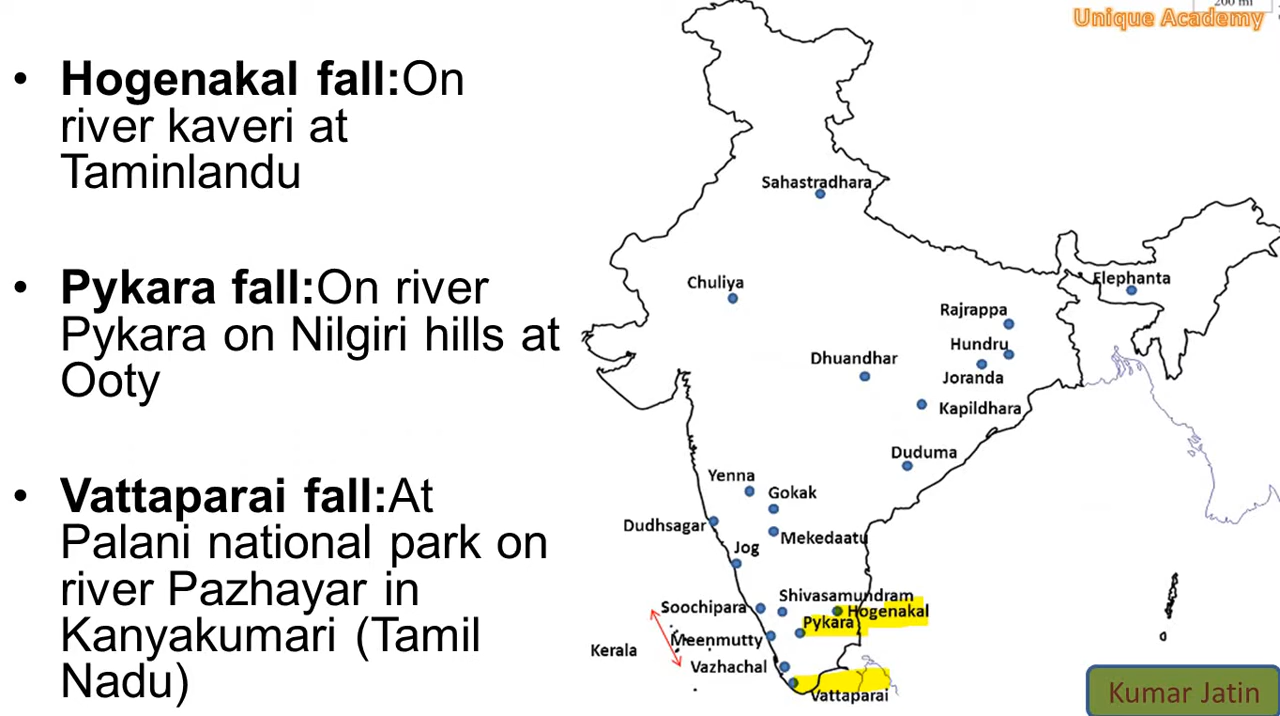 200 mi
Unique Academy
• Hogenakal fall:On
river kaveri at
Taminlandu
• Pykara fall:On river
Pykara on Nilgiri hills at
Ooty
• Vattaparai fall:At
Palani national park on
river Pazhayar in
Kanyakumari (Tamil
Nadu)
Sahastradhara
Elephanta
Chuliya
Rajrappa
Hundru
Dhuandhar
Joranda
Kapildhara
Duduma
Yenna
Gokak
Dudhsagar
Mekedaatu
Jog
Shivasamundram
Soochipara
Hogenakal
Pykara
Meenmutty
Kerala
Vazhachal
Vattaparai
Kumar Jatin